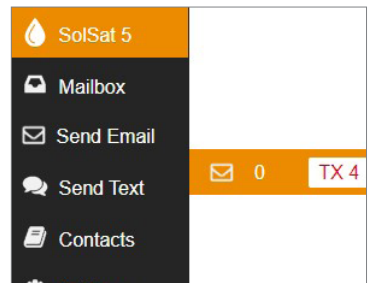 SolSat 5
Mailbox
Send Email
0 TX 4
Send Text
Contacts